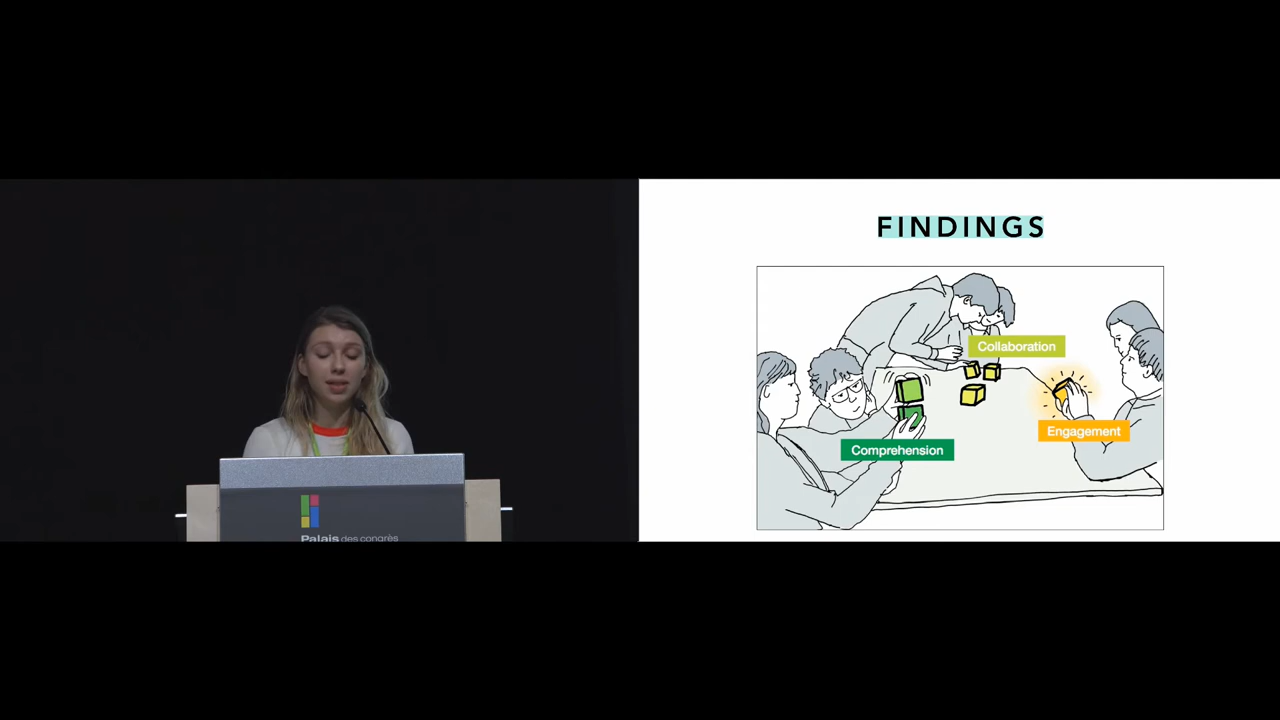 FINDINGS
Collaboration
Engagement
Comprehension
Palais des congrès